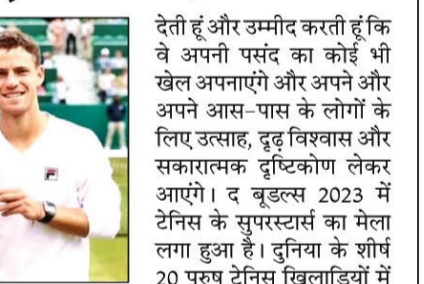 देती हूं और उम्मीद करती हूं कि
वे अपनी पसंद का कोई भी
खेल अपनाएंगे और अपने और
अपने आस-पास के लोगों के
लिए उत्साह, दृढ़ विश्वास और
सकारात्मक दृष्टिकोण लेकर
आएंगे। द बूडल्स 2023 में
टेनिस के सुपरस्टार्स का मेला
लगा हुआ है। दुनिया के शीर्ष
20 पुरुष टेनिस खिलाड़ियों में